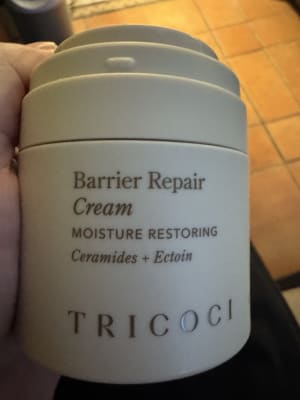 Barrier Repair
Cream
MOISTURE RESTORING
Ceramides + Ectoin
TRICOCI